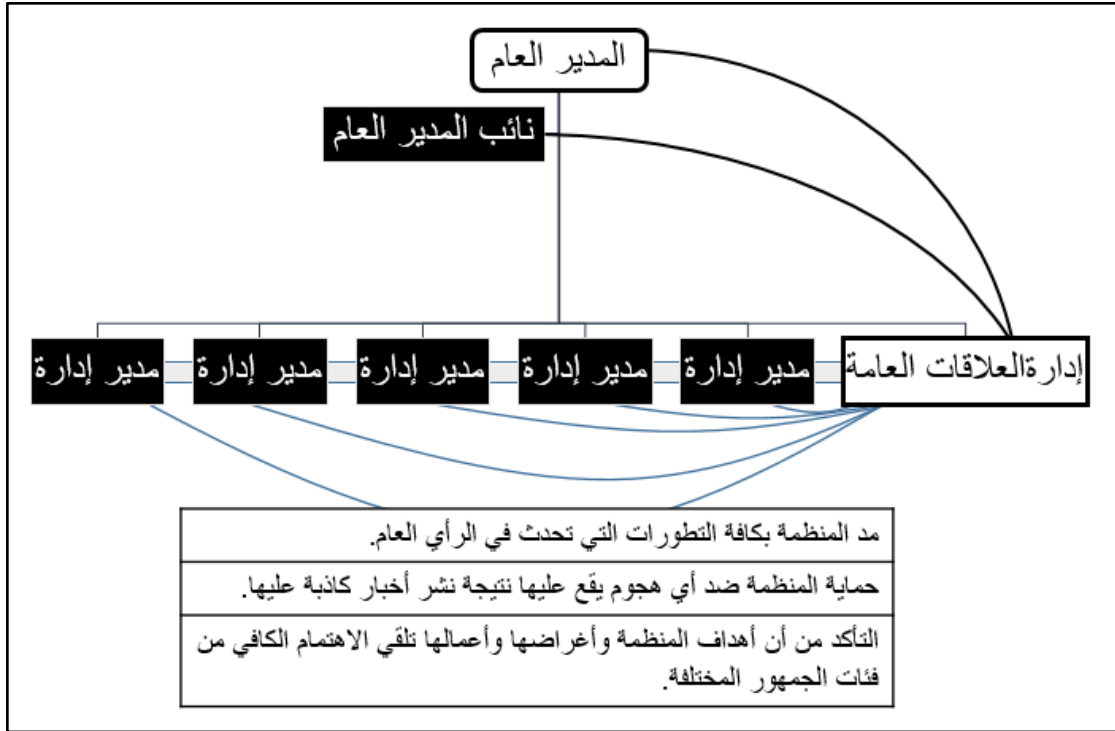 المدير العام
نائب المدير العام
إدارةالعلاقات العامة
مدير إدارة
مدير إدارة
مدير إدارة
مدير إدارة
مدير إدارة
مد المنظمة بكافة التطورات التي تحدث في الرأي العام.
حماية المنظمة ضد أي هجوم يقع عليها نتيجة نشر أخبار كاذبة عليها.
التأكد من أن أهداف المنظمة وأغراضها وأعمالها تلقي الاهتمام الكافي من
فئات الجمهور المختلفة.